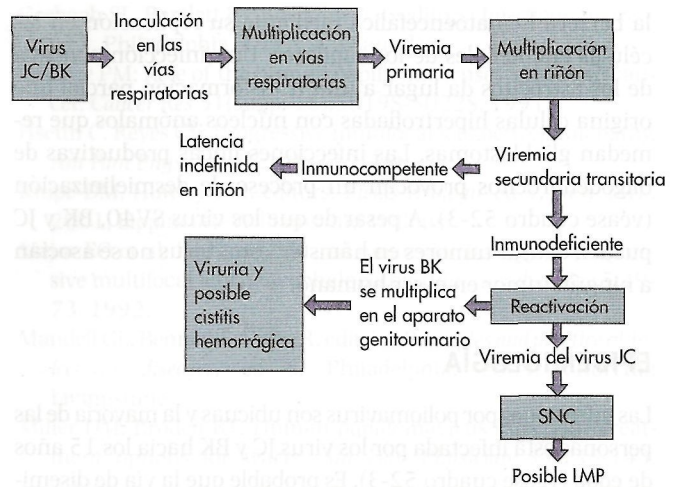 Virus
JC/BK
Inoculación
en las
vías
respiratorias
Multiplicación
en vías
respiratorias
Viremia
primaria
Multiplicación
en riñón
Viremia
secundaria transitoria
Inmunocompetente
Latencia
indefinida
en riñón
Inmunodeficiente
Reactivación
El virus BK
se multiplica
en el aparato
genitourinario
Viruria y
posible
cistitis
hemorrágica
Viremia del virus JC
SNC
Posible LMP